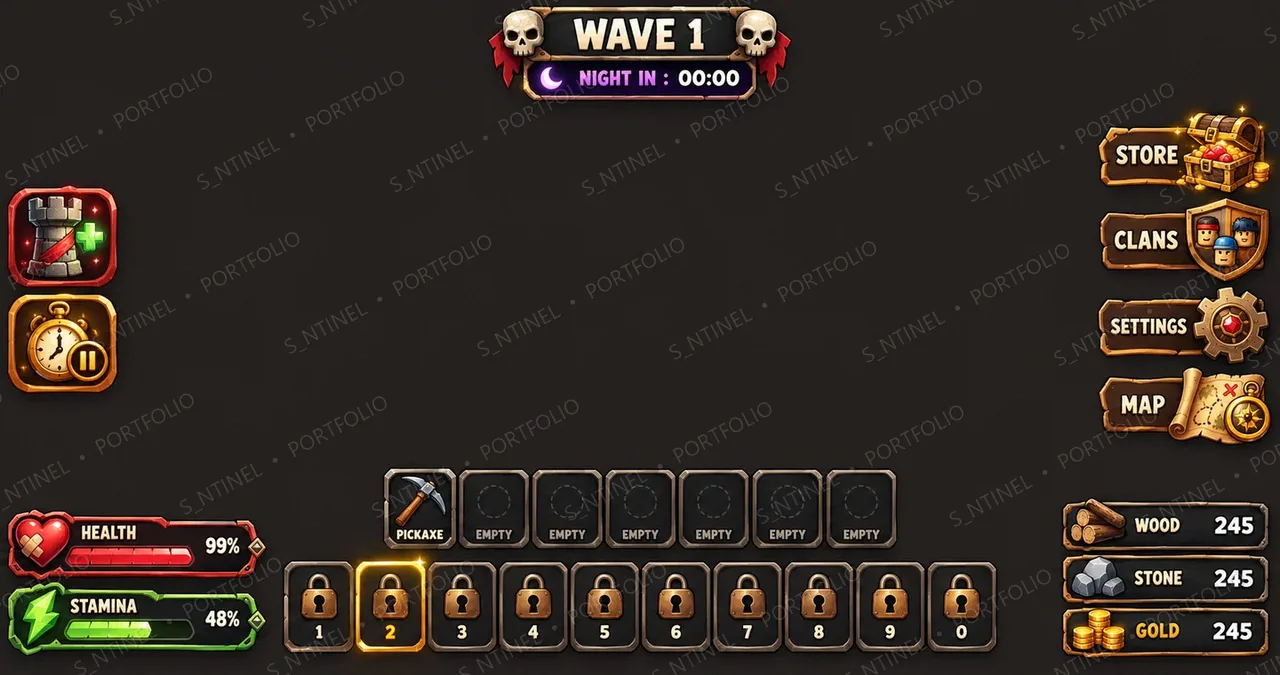 WAVE 1
NIGHT IN : 00:00
STORE
CLANS
SETTINGS
MAP
PICKAXE
EMPTY
EMPTY
EMPTY
EMPTY
EMPTY
EMPTY
HEALTH
99%
STAMINA
48%
1
2
3
4
5
6
7
8
9
0
WOOD 245
STONE 245
GOLD 245
S_NTINEL • PORTFOLIO